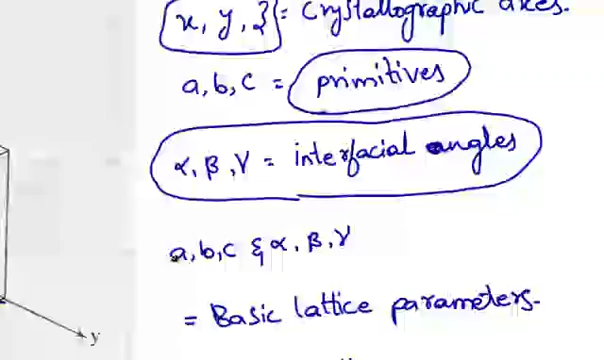 x, y, z = Crystallographic axes.
a, b, c = primitives
α, β, γ = interfacial angles
a, b, c & α, β, γ
= Basic lattice parameters.
y